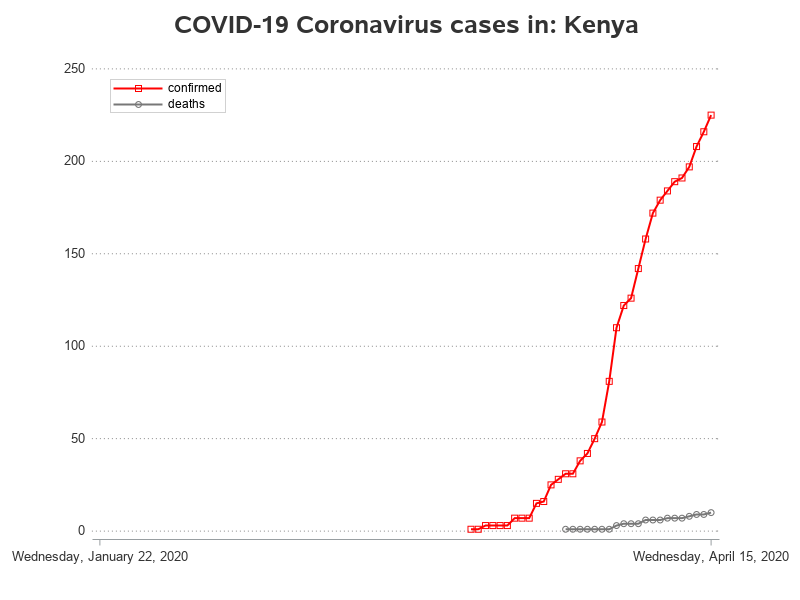 COVID-19 Coronavirus cases in: Kenya
250
confirmed
deaths
200
150
100
50
0
Wednesday, January 22, 2020
Wednesday, April 15, 2020